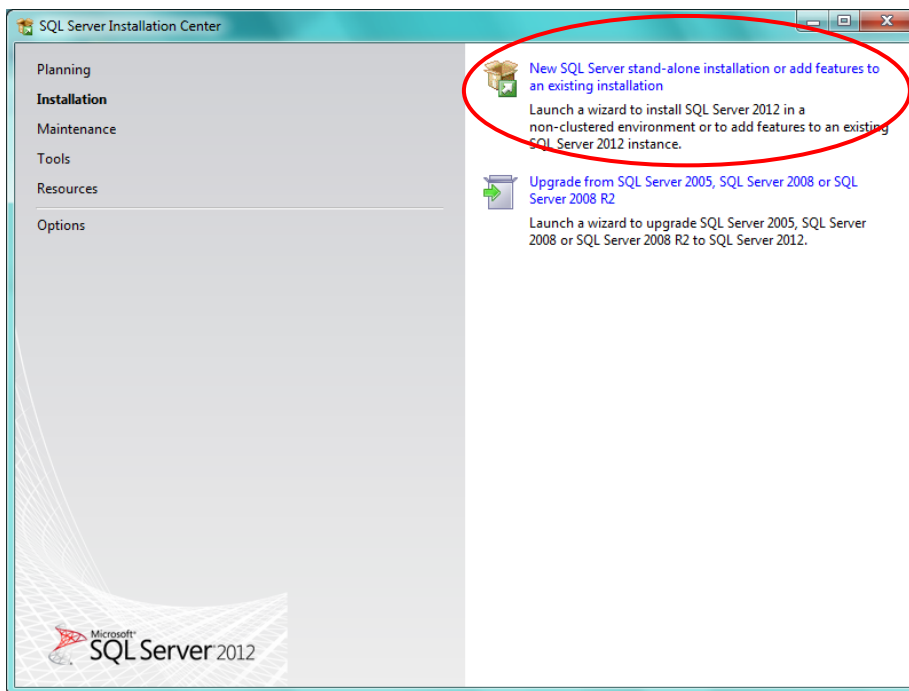 SQL Server Installation Center
Planning
Installation
Maintenance
Tools
Resources
Options
New SQL Server stand-alone installation or add features to
an existing installation
Launch a wizard to install SQL Server 2012 in a
non-clustered environment or to add features to an existing
SQL Server 2012 instance.
Upgrade from SQL Server 2005, SQL Server 2008 or SQL
Server 2008 R2
Launch a wizard to upgrade SQL Server 2005, SQL Server
2008 or SQL Server 2008 R2 to SQL Server 2012.
Microsoft®
SQL Server® 2012